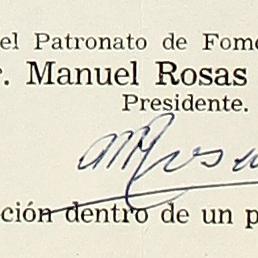 el Patronato de Fome
r. Manuel Rosas
Presidente.
ción dentro de un p